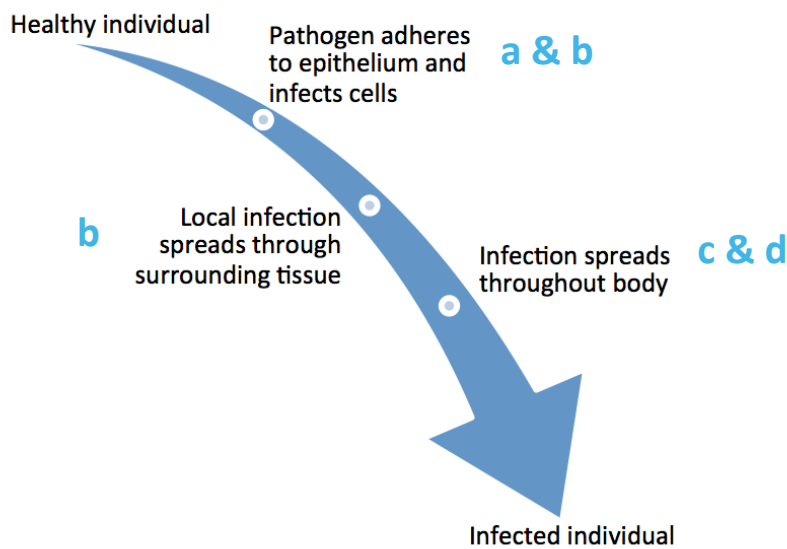 Healthy individual
Pathogen adheres
to epithelium and
infects cells
a & b
b
Local infection
spreads through
surrounding tissue
Infection spreads
throughout body
c & d
Infected individual